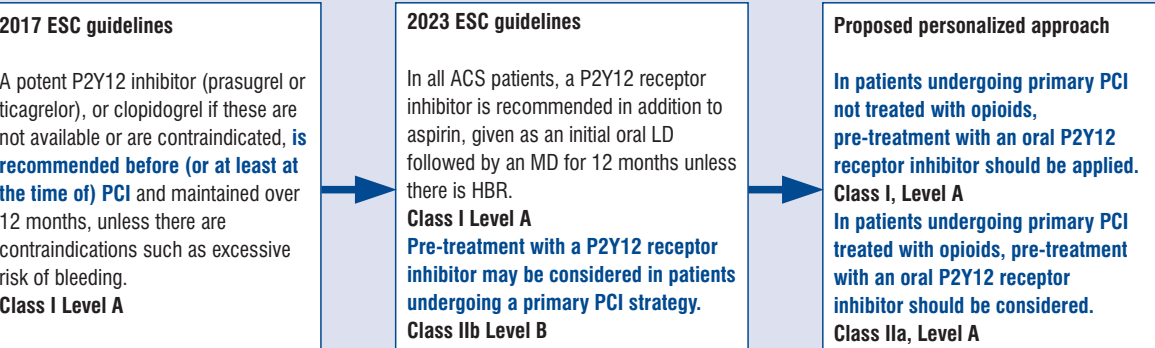 2017 ESC guidelines
A potent P2Y12 inhibitor (prasugrel or
ticagrelor), or clopidogrel if these are
not available or are contraindicated, is
recommended before (or at least at
the time of) PCI and maintained over
12 months, unless there are
contraindications such as excessive
risk of bleeding.
Class I Level A
2023 ESC guidelines
In all ACS patients, a P2Y12 receptor
inhibitor is recommended in addition to
aspirin, given as an initial oral LD
followed by an MD for 12 months unless
there is HBR.
Class I Level A
Pre-treatment with a P2Y12 receptor
inhibitor may be considered in patients
undergoing a primary PCI strategy.
Class IIb Level B
Proposed personalized approach
In patients undergoing primary PCI
not treated with opioids,
pre-treatment with an oral P2Y12
receptor inhibitor should be applied.
Class I, Level A
In patients undergoing primary PCI
treated with opioids, pre-treatment
with an oral P2Y12 receptor
inhibitor should be considered.
Class IIa, Level A